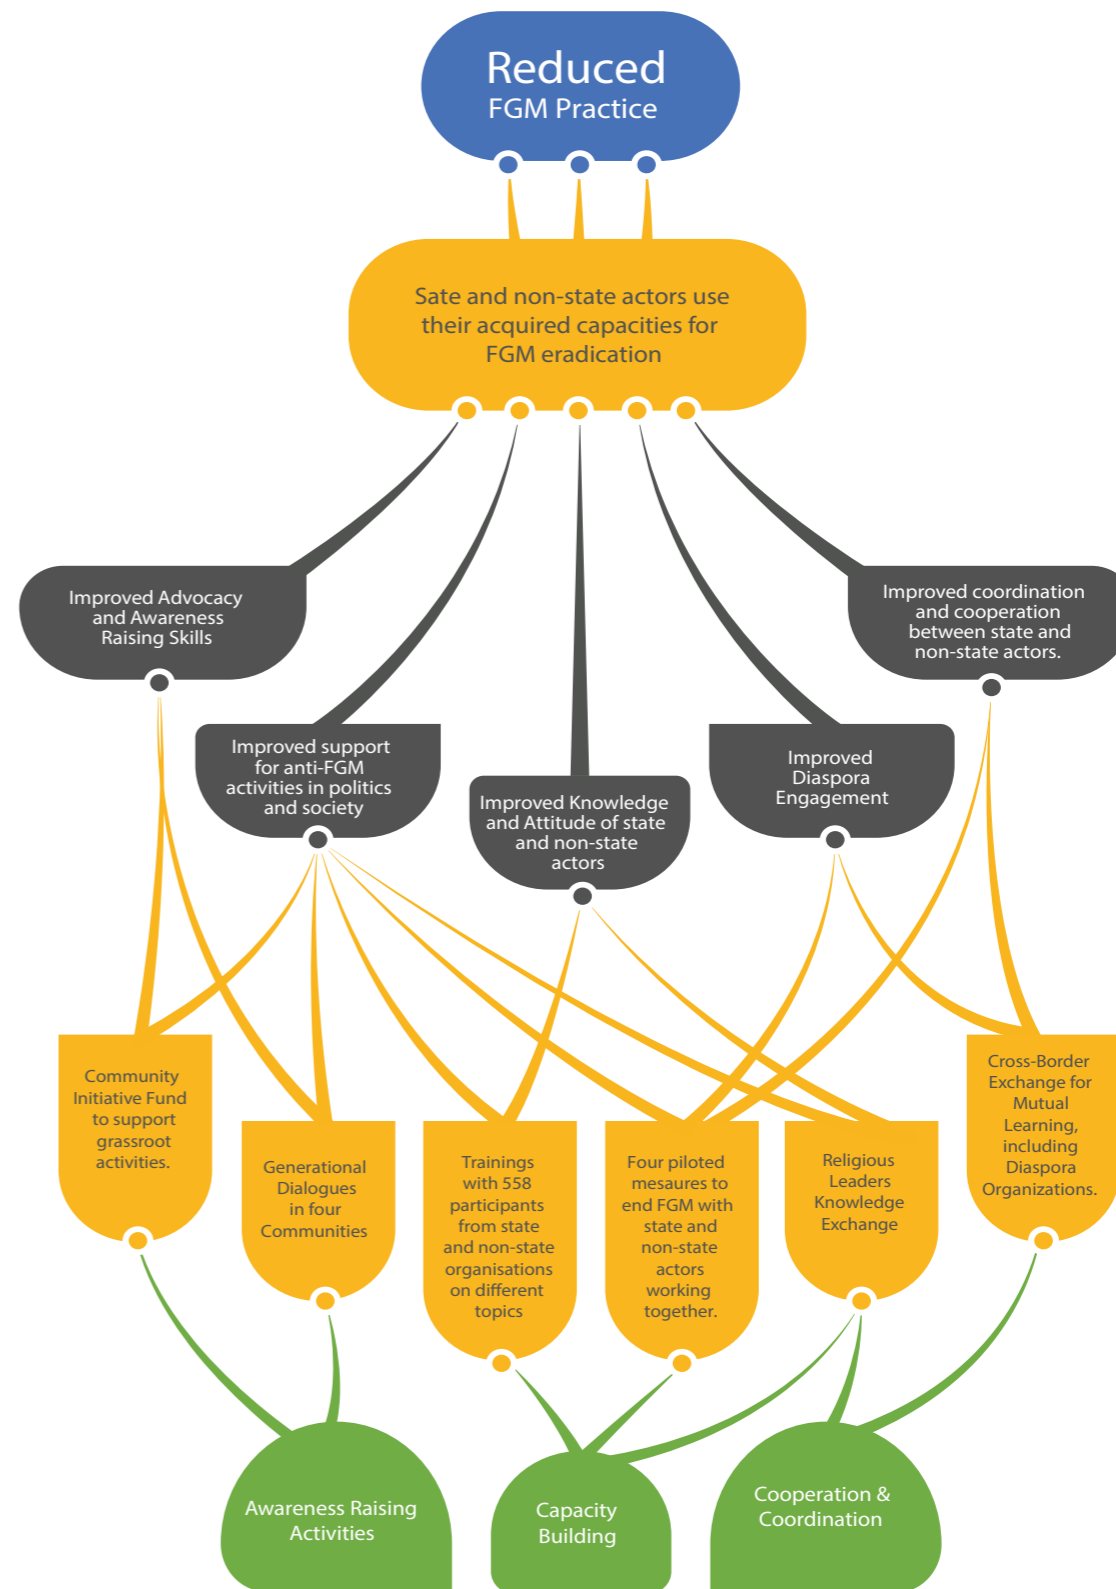 Reduced
FGM Practice
Sate and non-state actors use
their acquired capacities for
FGM eradication
Improved Advocacy
and Awareness
Raising Skills
Improved coordination
and cooperation
between state and
non-state actors.
Improved support
for anti-FGM
activities in politics
and society
Improved
Diaspora
Engagement
Improved Knowledge
and Attitude of state
and non-state
actors
Community
Initiative Fund
to support
grassroot
activities.
Generational
Dialogues
in four
Communities
Trainings
with 558
participants
from state
and non-state
organisations
on different
topics
Four piloted
mesaures to
end FGM with
state and
non-state
actors
working
together.
Religious
Leaders
Knowledge
Exchange
Cross-Border
Exchange for
Mutual
Learning,
including
Diaspora
Organizations.
Awareness Raising
Activities
Capacity
Building
Cooperation &
Coordination